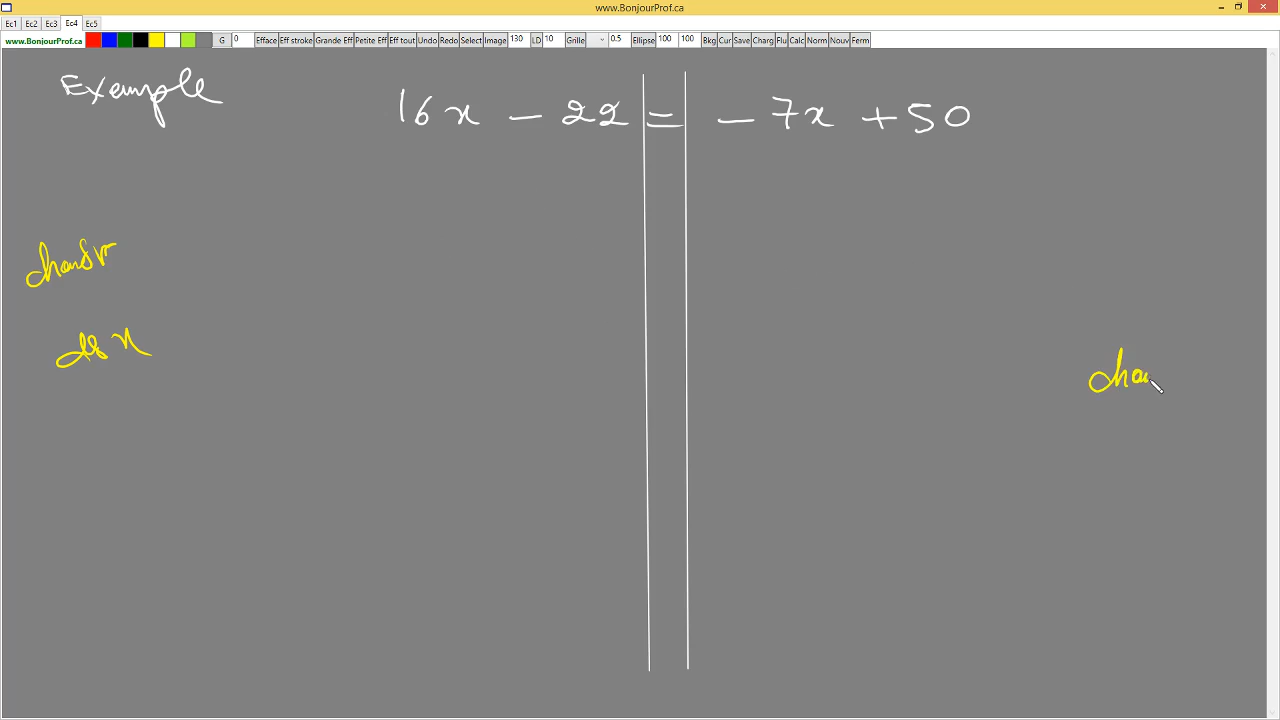 www.BonjourProf.ca
Ec1 Ec2 Ec3 Ec4 Ec5
www.BonjourProf.ca G 0 Efface Eff stroke Grande Eff Petite Eff Eff tout Undo Redo Select Image 130 LD 10 Grille 0.5 Ellipse 100 100 Bkg Cur Save Charg Flu Calc Norm Nouv Ferm
Example
16x - 22 = - 7x + 50
des x